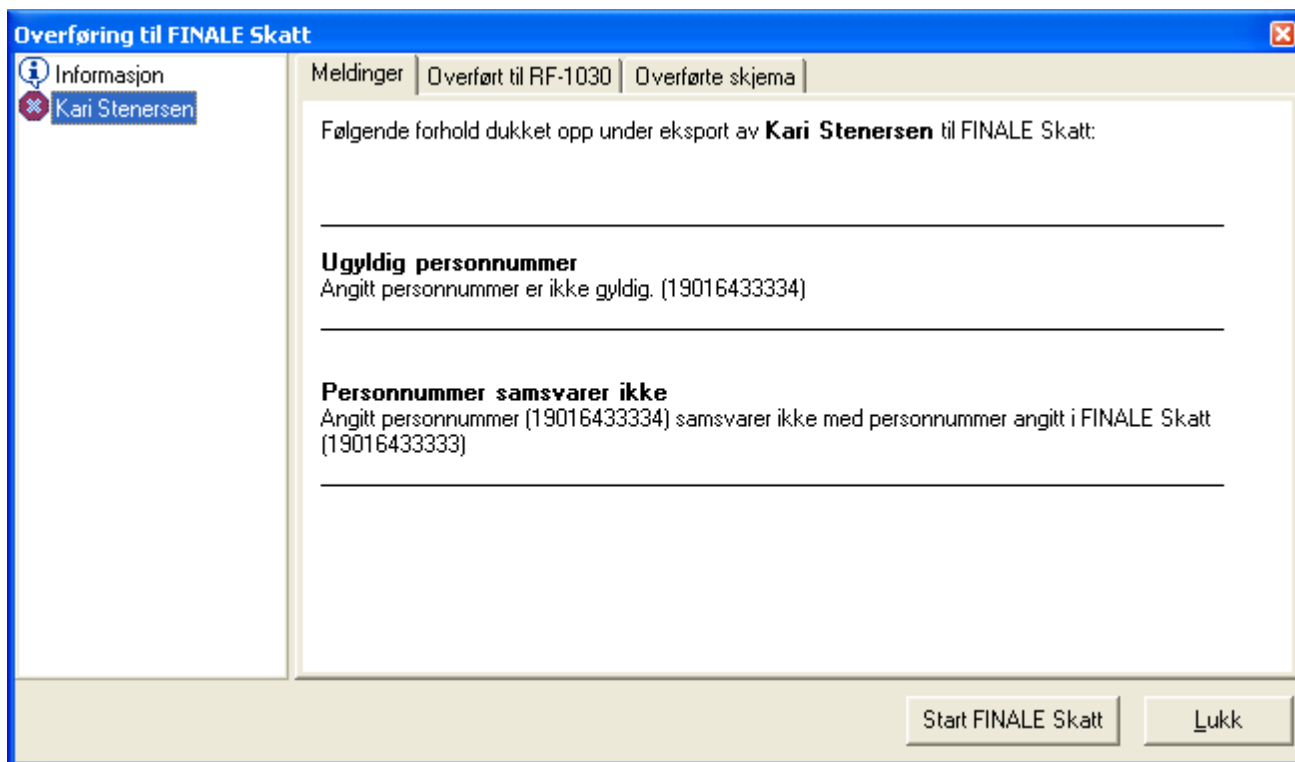 Overføring til FINALE Skatt
Informasjon
Kari Stenersen
Meldinger
Overført til RF-1030
Overførte skjema
Følgende forhold dukket opp under eksport av Kari Stenersen til FINALE Skatt:
Ugyldig personnummer
Angitt personnummer er ikke gyldig. (19016433334)
Personnummer samsvarer ikke
Angitt personnummer (19016433334) samsvarer ikke med personnummer angitt i FINALE Skatt
(19016433333)
Start FINALE Skatt
Lukk